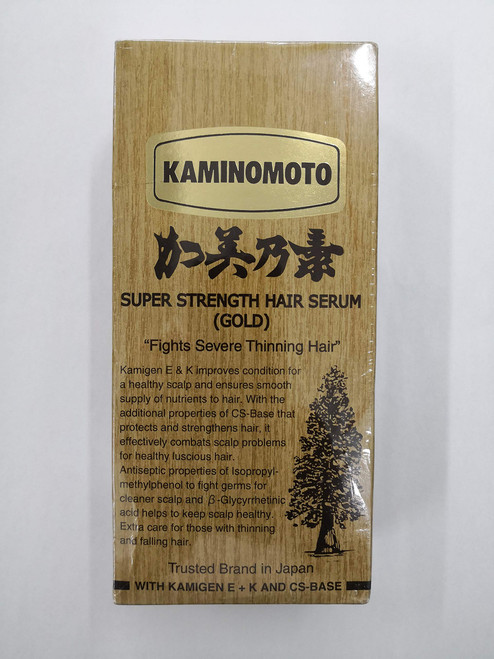 KAMINOMOTO
加美乃素
SUPER STRENGTH HAIR SERUM
(GOLD)
"Fights Severe Thinning Hair"
Kamigen E & K improves condition for
a healthy scalp and ensures smooth
supply of nutrients to hair. With the
additional properties of CS-Base that
protects and strengthens hair, it
effectively combats scalp problems
for healthy luscious hair.
Antiseptic properties of Isopropyl-
methylphenol to fight germs for
cleaner scalp and β-Glycyrrhetinic
acid helps to keep scalp healthy.
Extra care for those with thinning
and falling hair.
Trusted Brand in Japan
WITH KAMIGEN E + K AND CS-BASE